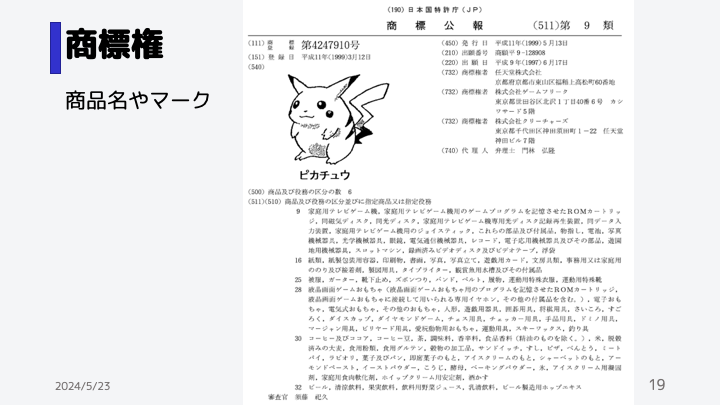 商標権
商品名やマーク
(190) 日本国特許庁(JP)
商標公報
(511)第 9 類
(111)商標登録 第4247910号
(151)登録日 平成11年(1999)3月12日
(540)
ピカチュウ
(450)発行日 平成11年(1999)5月13日
(210)出願番号 商願平9-128908
(220)出願日 平成9年(1997)6月17日
(732)商標権者 任天堂株式会社
京都府京都市東山区福稲上高松町60番地
(732)商標権者 株式会社ゲームフリーク
東京都世田谷区北沢1丁目40番6号 カシ
ワサード5階
(732)商標権者 株式会社クリーチャーズ
東京都千代田区神田須田町1-22 任天堂
神田ビル7階
(740)代理人 弁理士 門林 弘隆
(500)商品及び役務の区分の数 6
(511)(510)商品及び役務の区分並びに指定商品又は指定役務
9 家庭用テレビゲーム機,家庭用テレビゲーム機用のゲームプログラムを記憶させたROMカートリッ
ジ,同磁気ディスク,同光ディスク,家庭用テレビゲーム機専用光ディスク記録再生装置,同データ入
力装置,家庭用テレビゲーム機用のジョイスティック,これらの部品及び付属品,物指し,電池,写真
機械器具,光学機械器具,眼鏡,電気通信機械器具,レコード,電子応用機械器具及びその部品,遊園
地用機械器具,スロットマシン,録画済みビデオディスク及びビデオテープ,浮袋
16 紙類,紙製包装用容器,印刷物,書画,写真,写真立て,遊戯用カード,文房具類,事務用又は家庭用
ののり及び接着剤,製図用具,タイプライター,観賞魚用水槽及びその付属品
25 被服,ガーター,靴下止め,ズボンつり,バンド,ベルト,履物,運動用特殊衣服,運動用特殊靴
28 液晶画面ゲームおもちゃ(液晶画面ゲームおもちゃ用のプログラムを記憶させたROMカートリッジ,
液晶画面ゲームおもちゃに接続して用いられる専用イヤホン,その他の付属品を含む。),電子おも
ちゃ,電気式おもちゃ,その他のおもちゃ,人形,遊戯用器具,囲碁用具,将棋用具,さいころ,すご
ろく,ダイスカップ,ダイヤモンドゲーム,チェス用具,チェッカー用具,手品用具,ドミノ用具,
マージャン用具,ビリヤード用具,愛玩動物用おもちゃ,運動用具,スキーワックス,釣り具
30 コーヒー及びココア,コーヒー豆,茶,調味料,香辛料,食品香料(精油のものを除く。),米,脱穀
済みの大麦,食用粉類,食用グルテン,穀物の加工品,サンドイッチ,すし,ピザ,べんとう,ミート
パイ,ラビオリ,菓子及びパン,即席菓子のもと,アイスクリームのもと,シャーベットのもと,アー
モンドペースト,イーストパウダー,こうじ,酵母,ベーキングパウダー,氷,アイスクリーム用凝固
剤,家庭用食肉軟化剤,ホイップクリーム用安定剤,酒かす
32 ビール,清涼飲料,果実飲料,飲料用野菜ジュース,乳清飲料,ビール製造用ホップエキス
審査官 須藤 祀久
2024/5/23
19